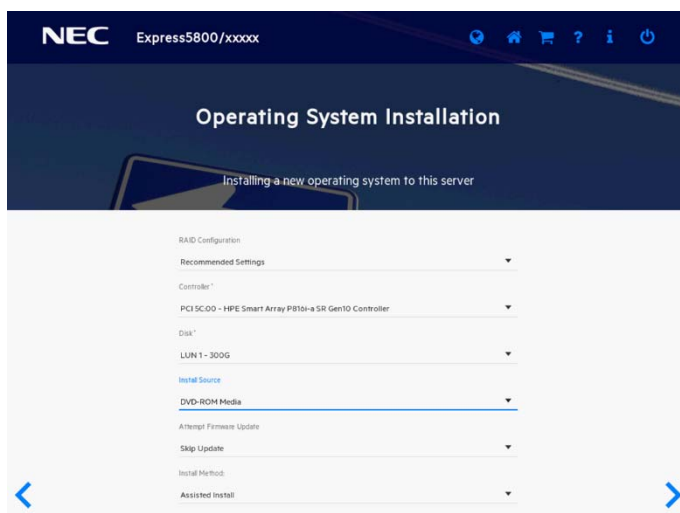 NEC Express5800/xxxxx
Operating System Installation
Installing a new operating system to this server
RAID Configuration
Recommended Settings
Controller *
PCI 5C:00 - HPE Smart Array P816i-a SR Gen10 Controller
Disk *
LUN 1 - 300G
Install Source
DVD-ROM Media
Attempt Firmware Update
Skip Update
Install Method:
Assisted Install